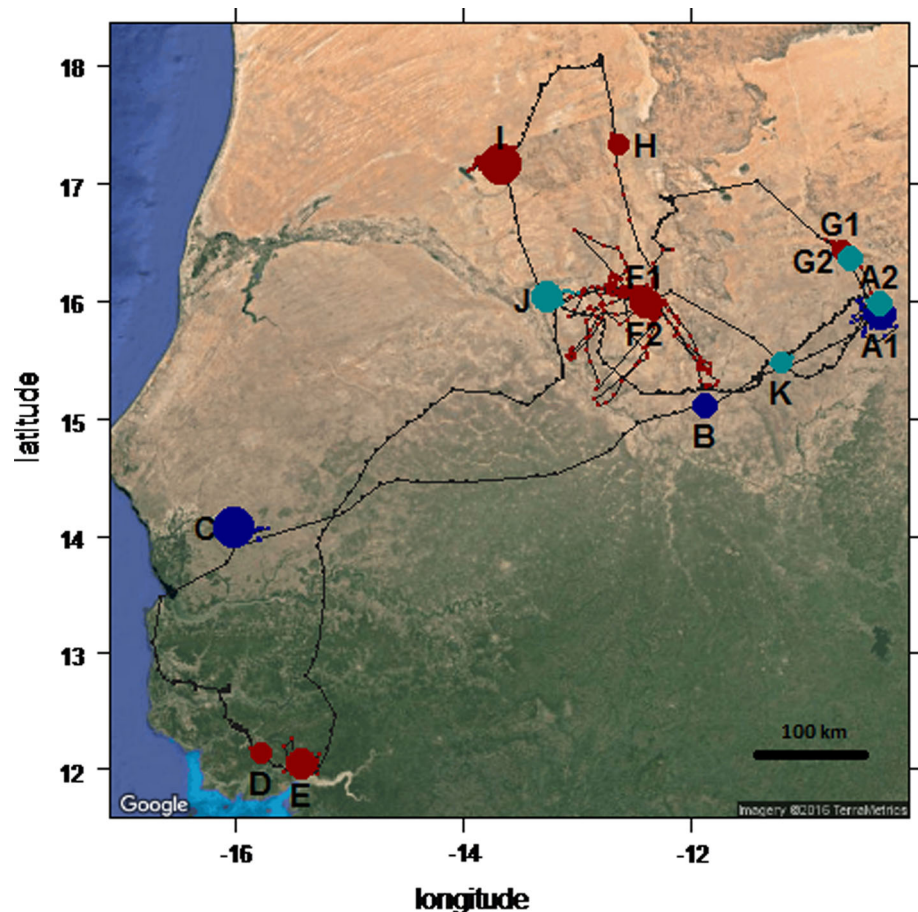 18
17
16
15
14
13
12
latitude
I
H
G1
G2
A2
F1
J
F2
A1
K
B
C
D
E
100 km
Google
Imagery ©2016 TerraMetrics
-16
-14
-12
longitude